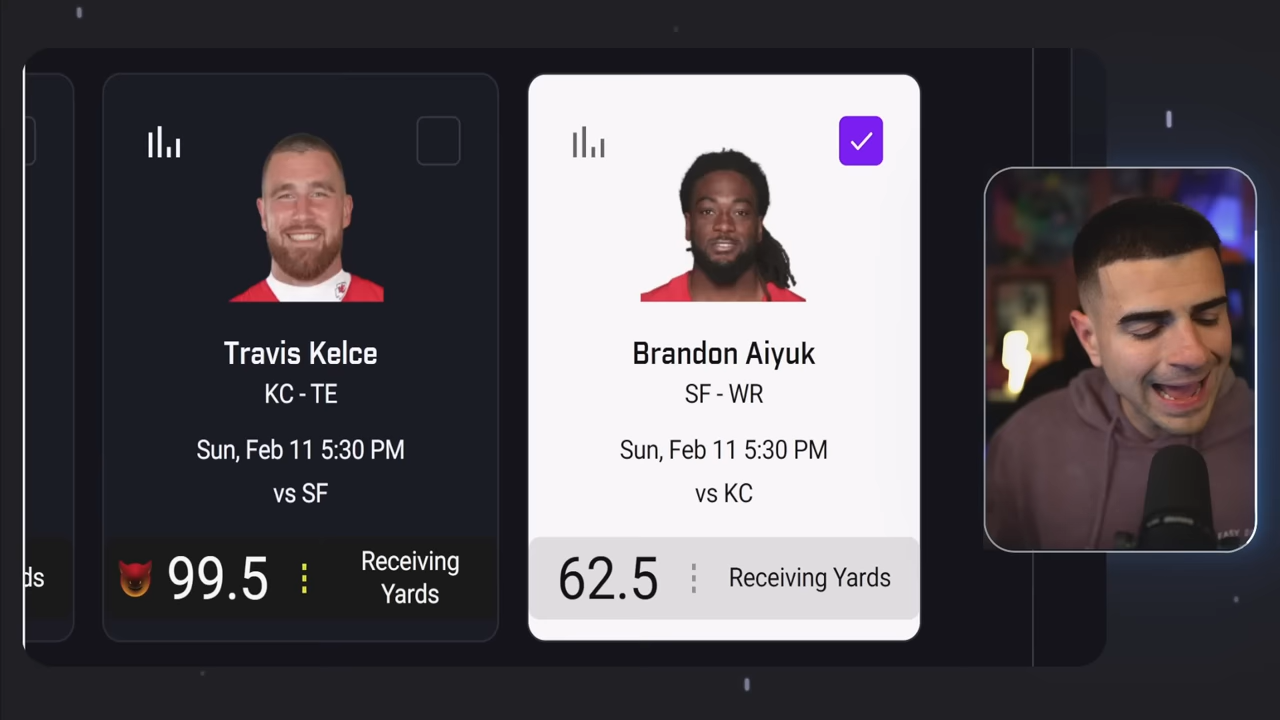 ds
Travis Kelce
KC - TE
Sun, Feb 11 5:30 PM
vs SF
99.5
Receiving
Yards
Brandon Aiyuk
SF - WR
Sun, Feb 11 5:30 PM
vs KC
62.5
Receiving Yards
EASY